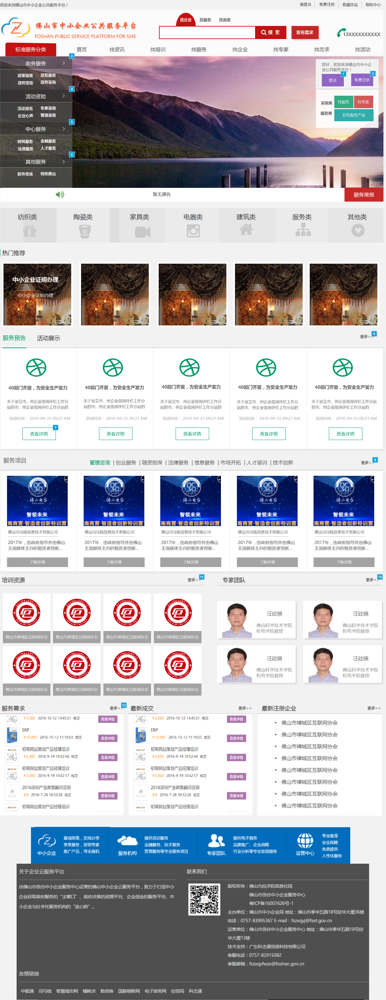 欢迎来到佛山市中小企业公共服务平台！
请登录 免费注册 收藏本站 帮助中心
找企业 找服务 找咨询
佛山市中小企业公共服务平台
FOSHAN PUBLIC SERVICE PLATFORM FOR SME
搜 索 发布需求 13XXXXXXXXXX
标准服务分类 首页 找资讯 找培训 找服务 找企业 找专家 找需求 找活动
3
政务服务
政策咨询 政务服务
政府资助 政府采购
4
活动资助
活动报名 专家咨询
企业心声 管理咨询
5
中心服务
财税服务 金融服务
法律服务 人才服务
6
其他服务
软件市场 特色佛山
您好，欢迎来到佛山市中小企
业公共服务平台！
1 2
登录 免费注册
采购商 找服务 找专家
服务商 发布服务产品
暂无通告 服务简报
纺织类 陶瓷类 家具类 电器类 建筑类 服务类 其他类
热门推荐
中小企业证明办理
中小企业证明办理
服务预告 活动展示 更多>> 9
40部门齐聚，为安全生产发力 40部门齐聚，为安全生产发力 40部门齐聚，为安全生产发力 40部门齐聚，为安全生产发力 40部门齐聚，为安全生产发力
关于设立市、州企业信用评价工作分 关于设立市、州企业信用评价工作分 关于设立市、州企业信用评价工作分 关于设立市、州企业信用评价工作分 关于设立市、州企业信用评价工作分站
站的市、州企业信用评价工作分站的 站的市、州企业信用评价工作分站的 站的市、州企业信用评价工作分站的 站的市、州企业信用评价工作分站的 的市、州企业信用评价工作分站的
活动时间： 2016-04-25 09:21 AM 活动时间： 2016-04-25 09:21 AM 活动时间： 2016-04-25 09:21 AM 活动时间： 2016-04-25 09:21 AM 活动时间： 2016-04-25 09:21 AM
7
查看详情 查看详情 查看详情 查看详情 查看详情
服务项目 管理咨询 | 创业服务 | 融资担保 | 法律服务 | 信息服务 | 市场开拓 | 人才培训 | 技术创新 更多>> 8
佛山电台 佛山电台 佛山电台 佛山电台 佛山电台
智领未来 智领未来 智领未来 智领未来 智领未来
南商营·智造者创新特训营 南商营·智造者创新特训营 南商营·智造者创新特训营 南商营·智造者创新特训营 南商营·智造者创新特训营
佛山司马钱信息技术有限公司 佛山司马钱信息技术有限公司 佛山司马钱信息技术有限公司 佛山司马钱信息技术有限公司 佛山司马钱信息技术有限公司
2017年，由政府指导并由佛山 2017年，由政府指导并由佛山 2017年，由政府指导并由佛山 2017年，由政府指导并由佛山 2017年，由政府指导并由佛山
主流媒体主办的智造者创新... 主流媒体主办的智造者创新... 主流媒体主办的智造者创新... 主流媒体主办的智造者创新... 主流媒体主办的智造者创新...
了解详情 了解详情 了解详情 了解详情 了解详情
培训资源 更多>> 11
佛山市禅城区互联网协会 佛山市禅城区互联网协会 佛山市禅城区互联网协会 佛山市禅城区互联网协会
佛山市禅城区互联网协会 佛山市禅城区互联网协会 佛山市禅城区互联网协会 佛山市禅城区互联网协会
专家团队 更多>> 10
汪建晓 汪建晓
佛山科学技术学院 佛山科学技术学院
机电学院教授 机电学院教授
汪建晓 汪建晓
佛山科学技术学院 佛山科学技术学院
机电学院教授 机电学院教授
服务需求 更多>> 12
￥5,000 2016-10-12 14:45:51 成交 查看详情
ERP
￥10,000 2016-10-12 11:19:03 成交 查看详情
初级网站策划产品经理培训
￥5,000 2016-9-19 10:52:46 成交 查看详情
初级网站策划产品经理培训
￥5,000 2016-9-19 10:42:17 成交 查看详情
2016深圳产业政策顾问咨询
￥0 2016-7-28 10:32:26 成交 查看详情
初级网站策划产品经理培训
最新成交 更多>>
￥5,000 2016-10-12 14:45:51 成交 查看详情
ERP
￥10,000 2016-10-12 11:19:03 成交 查看详情
初级网站策划产品经理培训
￥5,000 2016-9-19 10:52:46 成交 查看详情
初级网站策划产品经理培训
￥5,000 2016-9-19 10:42:17 成交 查看详情
2016深圳产业政策顾问咨询
￥0 2016-7-28 10:32:26 成交 查看详情
初级网站策划产品经理培训
最新注册企业 更多>>
• 佛山市禅城区互联网协会
• 佛山市禅城区互联网协会
• 佛山市禅城区互联网协会
• 佛山市禅城区互联网协会
• 佛山市禅城区互联网协会
• 佛山市禅城区互联网协会
• 佛山市禅城区互联网协会
• 佛山市禅城区互联网协会
中小企业
查阅政策，在线办事
享受服务，咨询专家
推广产品，寻求商机
服务机构
提供培训服务
金融服务、技术服务
管理服务等专业服务项目
专家团队
提供电子商务
品牌推广、企业战略
行业分析等专业咨询服务
运营中心
专业推荐
安全保障
免费提供
人性化服务
关于企业云服务平台
由佛山市信合中小企业服务中心运营的佛山中小企业云服务平台，致力于打造中小
企业获取政府服务的“主窗口”、政府决策的资源平台、企业创业的服务平台、中
小企业与社会化服务机构的“连心桥”。
联系我们
版权所有：佛山市经济和信息化局
佛山市信合中小企业服务中心
粤ICP备16007626号-1
主办单位：佛山市中小企业局 地址：佛山市季华五路18号经华大厦36楼
电话：0757-83995367 E-mail：fszxqyj@fset.gov.cn
运营单位：佛山市信合中小企业服务中心 地址：佛山市季华五路18号经
华大厦13楼
技术支持：广东科杰通信息科技有限公司
客服电话：0757-82915082
客服邮箱：fszxqyfwzx@foshan.gov.cn
友情链接
中船通 司马钱 智慧城市网 蟠桃会 数邦客 国脉物联网 电子政务网 经信局 科杰通